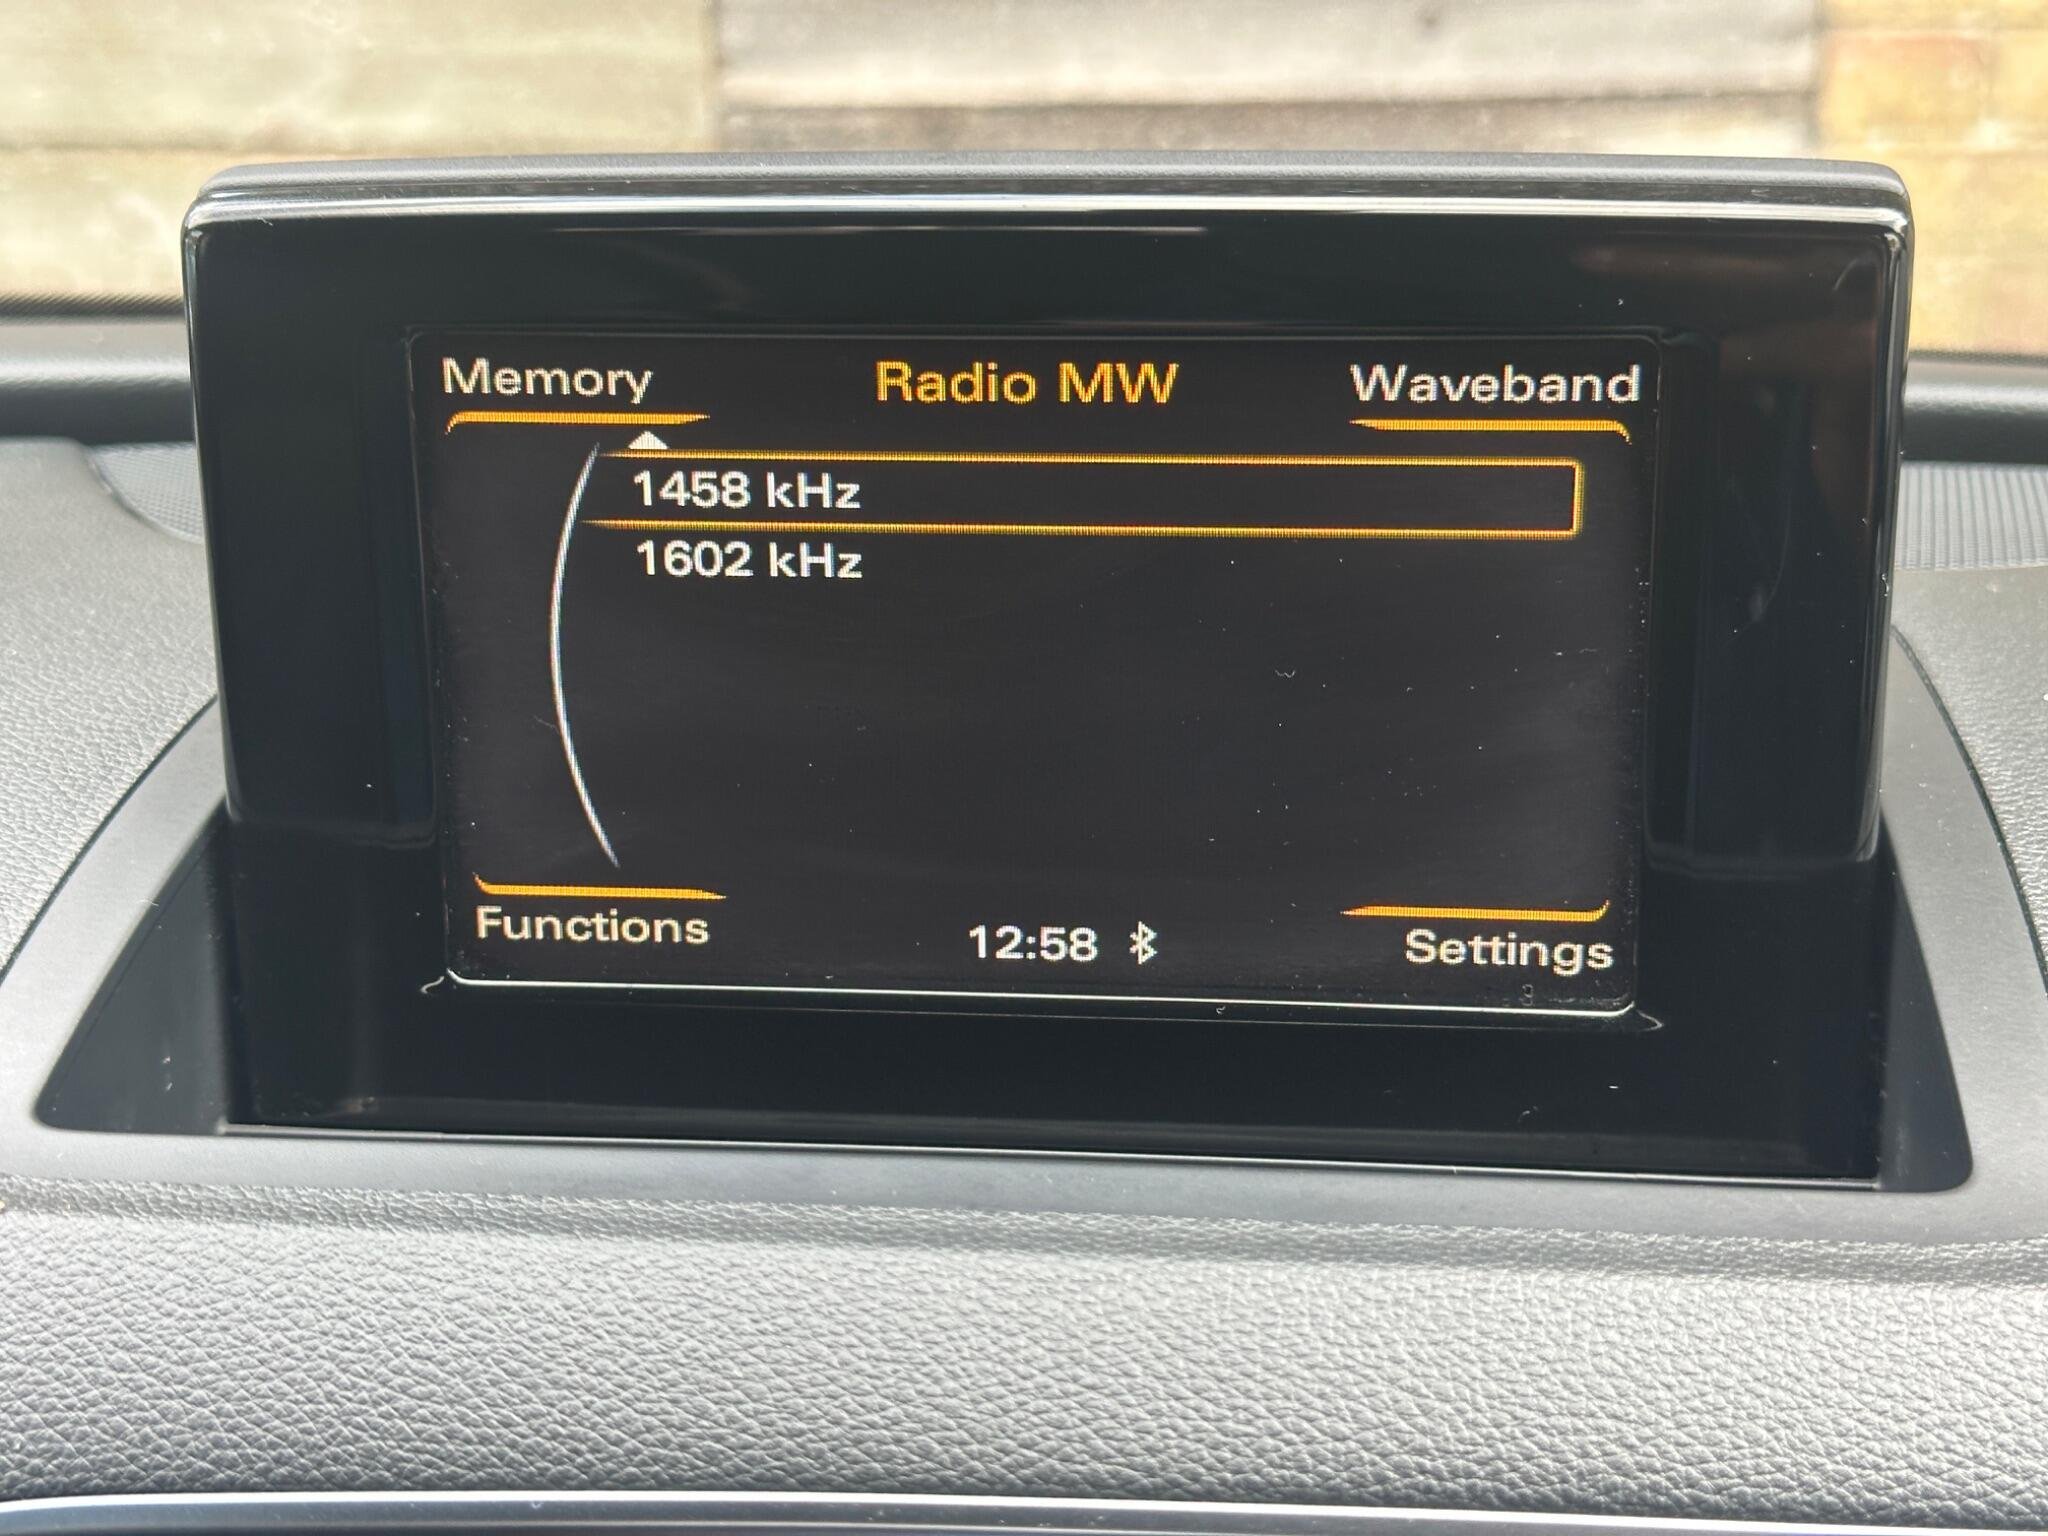 Memory
Radio MW
Waveband
1458 kHz
1602 kHz
Functions
12:58
Settings